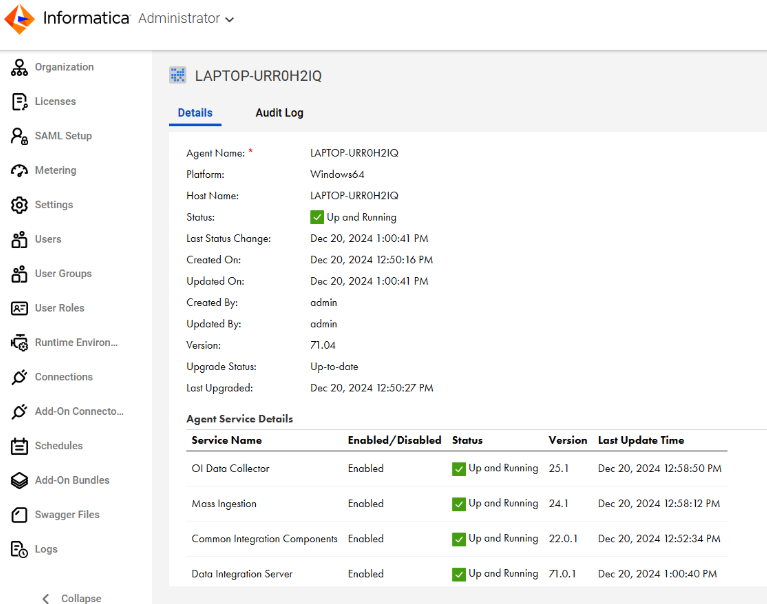 Informatica Administrator
Organization
Licenses
SAML Setup
Metering
Settings
Users
User Groups
User Roles
Runtime Environ...
Connections
Add-On Connecto...
Schedules
Add-On Bundles
Swagger Files
Logs
Collapse
LAPTOP-URR0H2IQ
Details Audit Log
Agent Name: * LAPTOP-URR0H2IQ
Platform: Windows64
Host Name: LAPTOP-URR0H2IQ
Status: Up and Running
Last Status Change: Dec 20, 2024 1:00:41 PM
Created On: Dec 20, 2024 12:50:16 PM
Updated On: Dec 20, 2024 1:00:41 PM
Created By: admin
Updated By: admin
Version: 71.04
Upgrade Status: Up-to-date
Last Upgraded: Dec 20, 2024 12:50:27 PM
Agent Service Details
Service Name Enabled/Disabled Status Version Last Update Time
OI Data Collector Enabled Up and Running 25.1 Dec 20, 2024 12:58:50 PM
Mass Ingestion Enabled Up and Running 24.1 Dec 20, 2024 12:58:12 PM
Common Integration Components Enabled Up and Running 22.0.1 Dec 20, 2024 12:52:34 PM
Data Integration Server Enabled Up and Running 71.0.1 Dec 20, 2024 1:00:40 PM